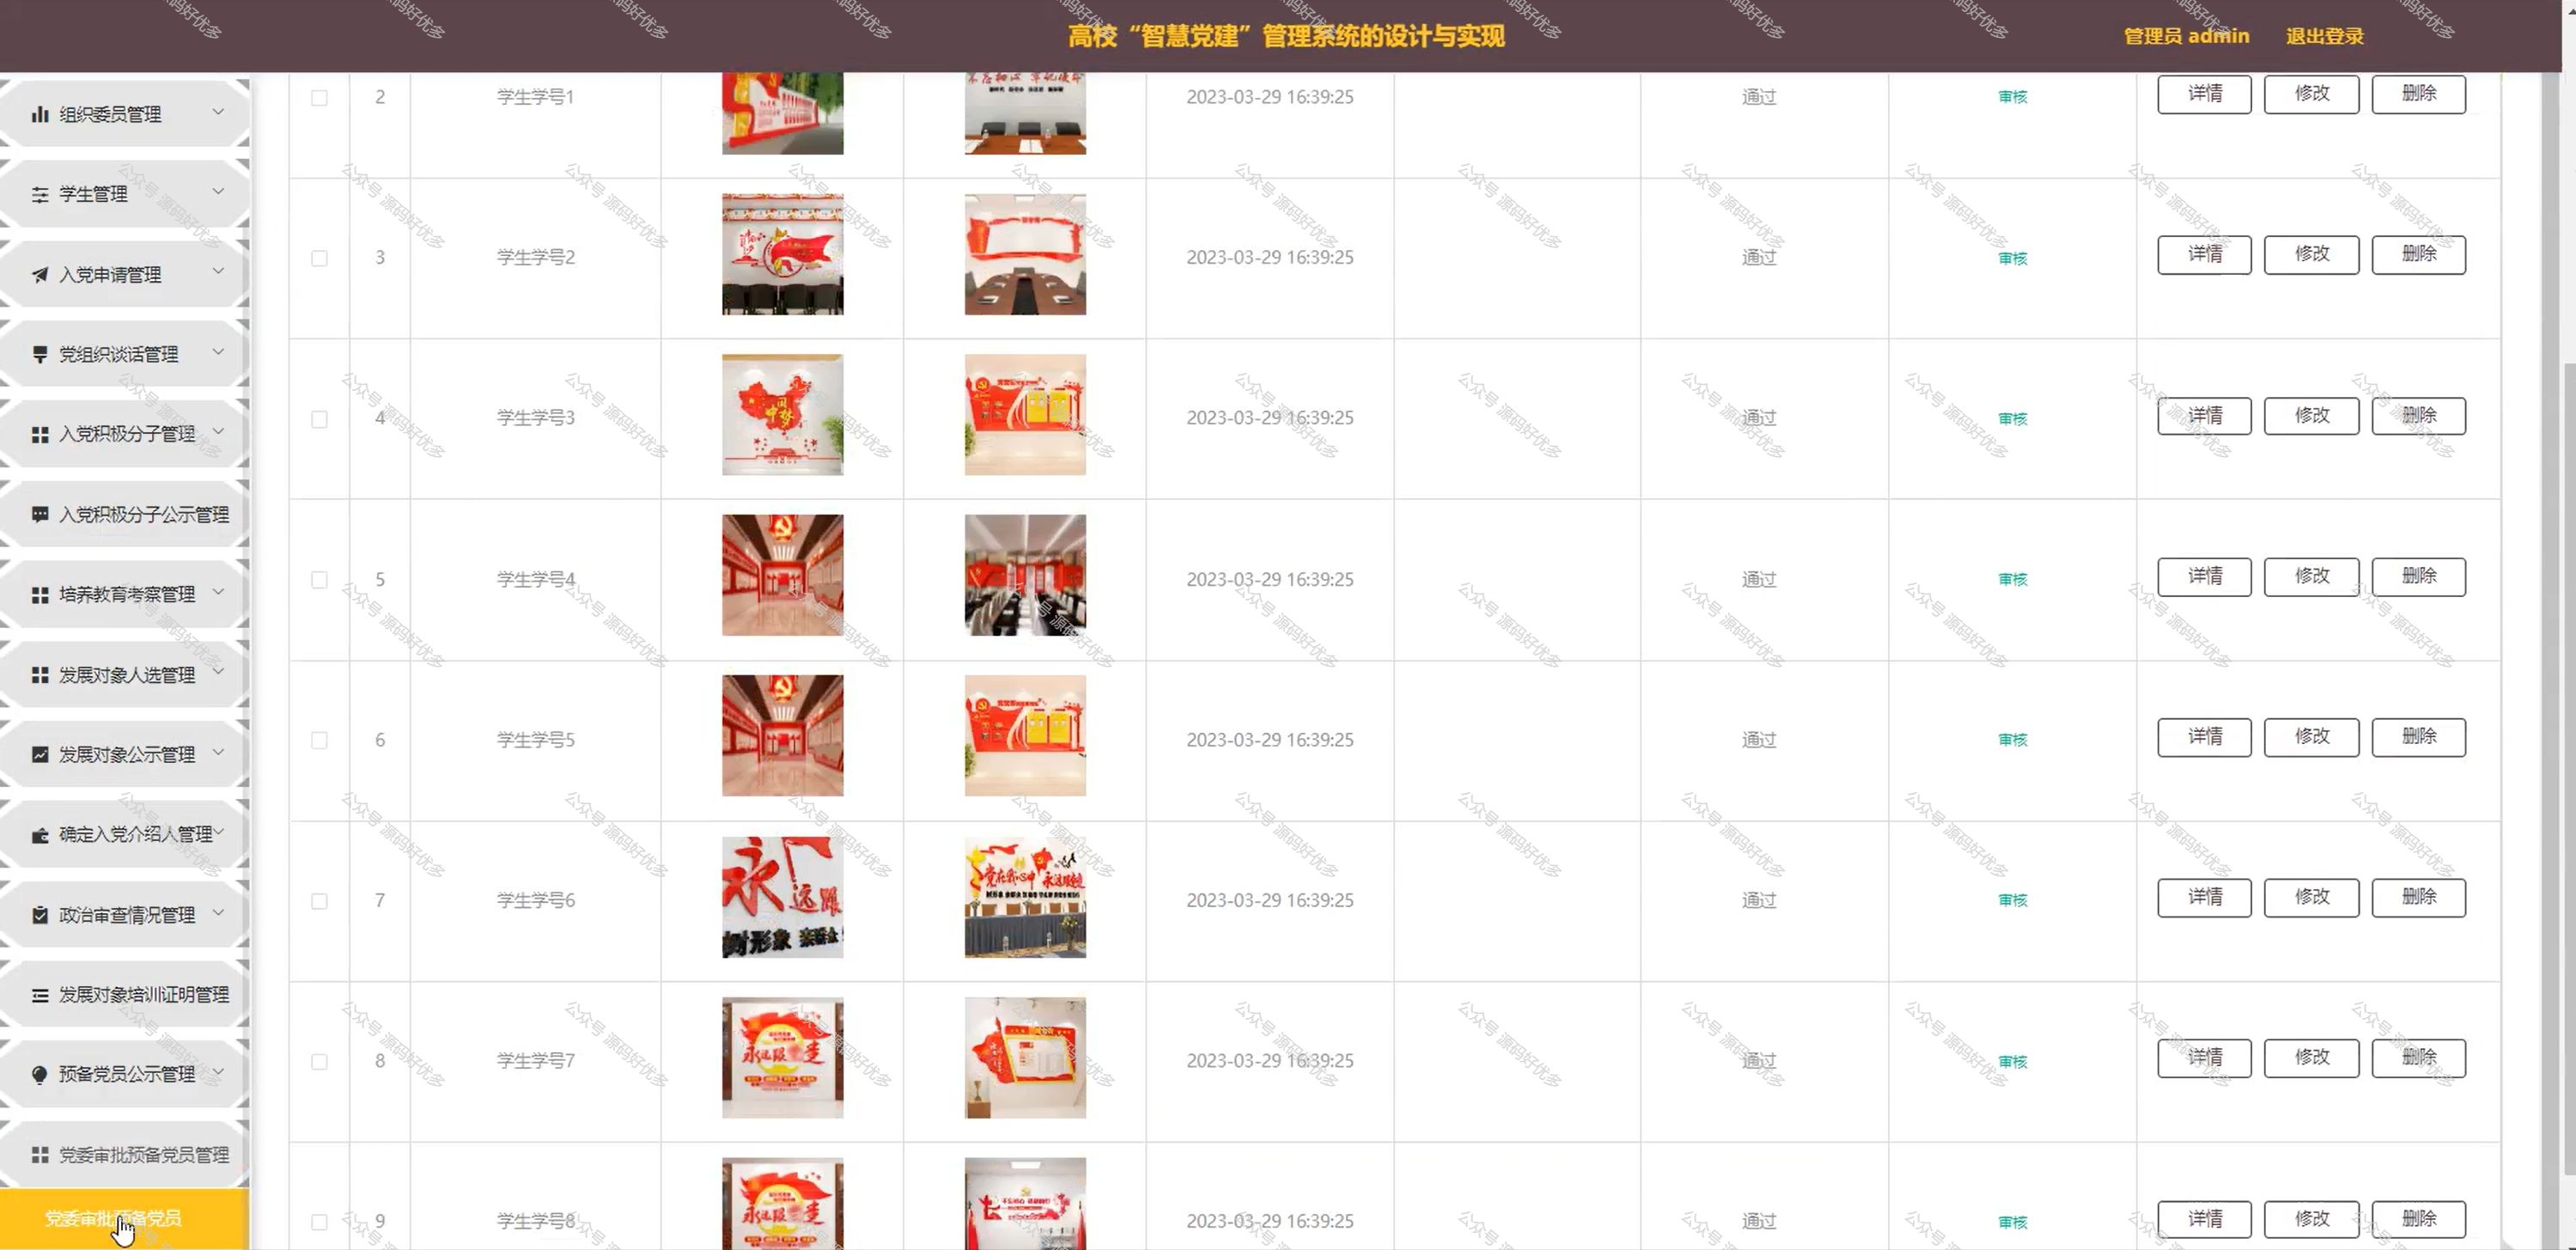 高校“智慧党建”管理系统的设计与实现
管理员 admin
退出登录
组织委员管理
学生管理
入党申请管理
党组织谈话管理
入党积极分子管理
入党积极分子公示管理
培养教育考察管理
发展对象人选管理
发展对象公示管理
确定入党介绍人管理
政治审查情况管理
发展对象培训证明管理
预备党员公示管理
党委审批预备党员管理
党委审批预备党员
2 学生学号1 2023-03-29 16:39:25 通过 审核 详情 修改 删除
3 学生学号2 2023-03-29 16:39:25 通过 审核 详情 修改 删除
4 学生学号3 2023-03-29 16:39:25 通过 审核 详情 修改 删除
5 学生学号4 2023-03-29 16:39:25 通过 审核 详情 修改 删除
6 学生学号5 2023-03-29 16:39:25 通过 审核 详情 修改 删除
7 学生学号6 2023-03-29 16:39:25 通过 审核 详情 修改 删除
8 学生学号7 2023-03-29 16:39:25 通过 审核 详情 修改 删除
9 学生学号8 2023-03-29 16:39:25 通过 审核 详情 修改 删除
公众号 源码好优多